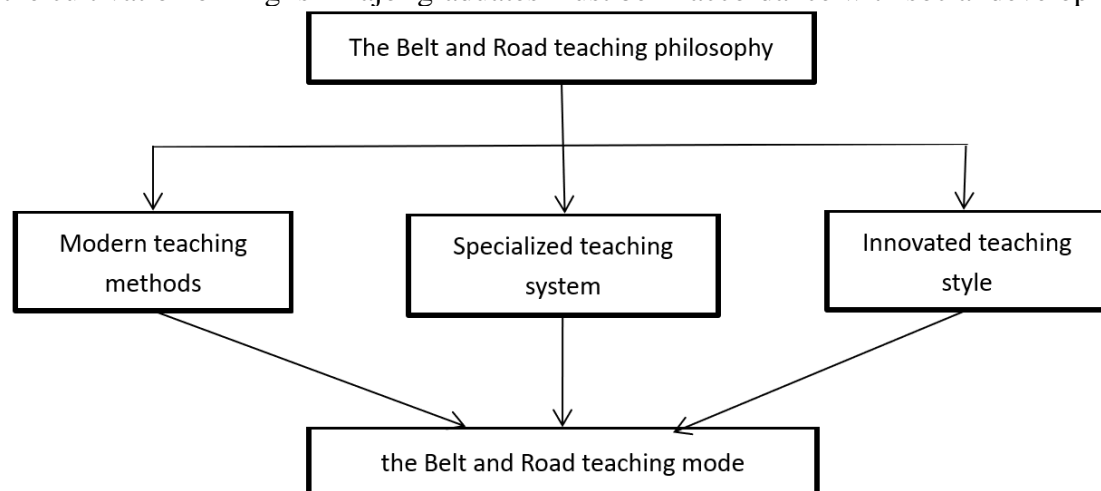 The Belt and Road teaching philosophy
Modern teaching
methods
Specialized teaching
system
Innovated teaching
style
the Belt and Road teaching mode